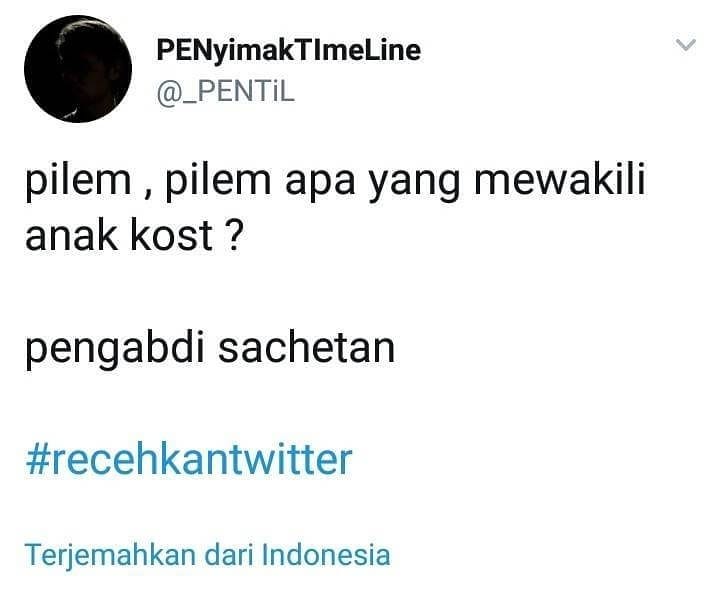 PENyimakTImeLine
@_PENTiL
pilem , pilem apa yang mewakili
anak kost ?
pengabdi sachetan
#recehkantwitter
Terjemahkan dari Indonesia